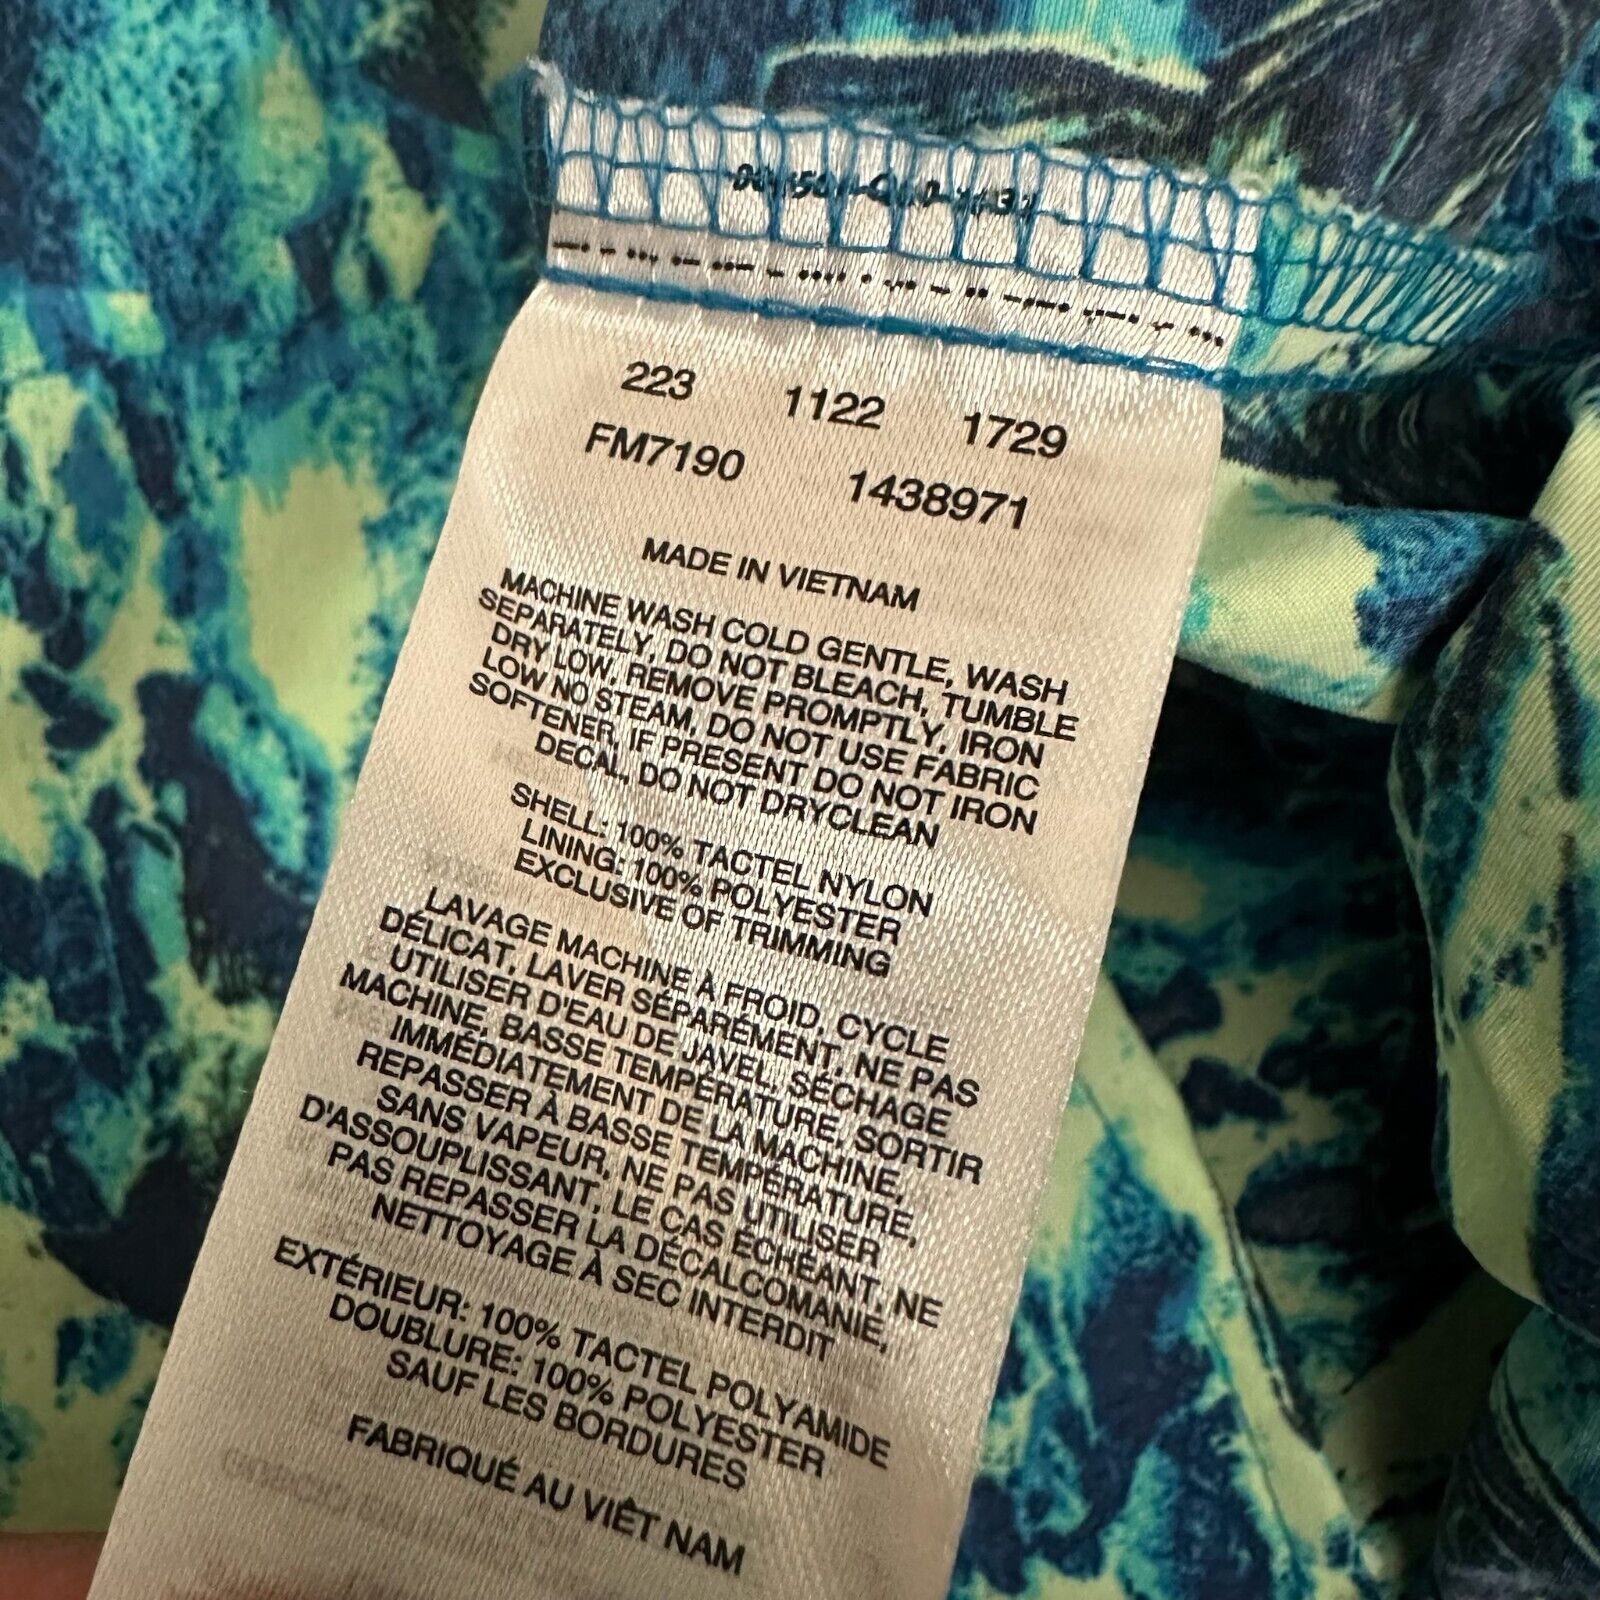 223 1122 1729
FM7190 1438971
MADE IN VIETNAM
MACHINE WASH COLD GENTLE, WASH
SEPARATELY, DO NOT BLEACH, TUMBLE
DRY LOW, REMOVE PROMPTLY, IRON
LOW NO STEAM, DO NOT USE FABRIC
SOFTENER, IF PRESENT DO NOT IRON
DECAL, DO NOT DRYCLEAN
SHELL: 100% TACTEL NYLON
LINING: 100% POLYESTER
EXCLUSIVE OF TRIMMING
LAVAGE MACHINE À FROID, CYCLE
DÉLICAT, LAVER SÉPARÉMENT, NE PAS
UTILISER D'EAU DE JAVEL, SÉCHAGE
MACHINE, BASSE TEMPÉRATURE, SORTIR
IMMÉDIATEMENT DE LA MACHINE,
REPASSER À BASSE TEMPÉRATURE,
SANS VAPEUR, NE PAS UTILISER
D'ASSOUPLISSANT, LE CAS ÉCHÉANT, NE
PAS REPASSER LA DÉCALCOMANIE,
NETTOYAGE À SEC INTERDIT
EXTÉRIEUR: 100% TACTEL POLYAMIDE
DOUBLURE: 100% POLYESTER
SAUF LES BORDURES
FABRIQUÉ AU VIÊT NAM